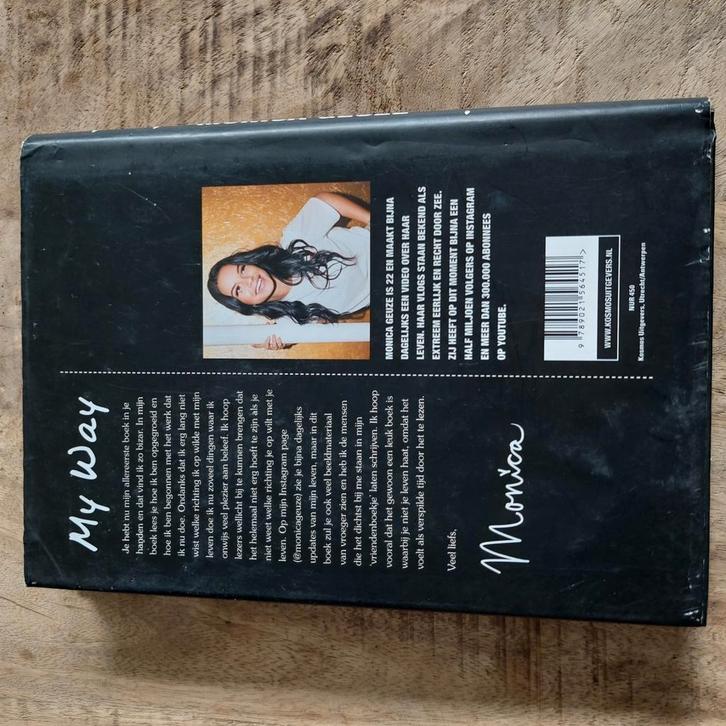 My Way
Je hebt nu mijn allereerste boek in je
handen en dat vind ik zo bizar. In mijn
boek lees je hoe ik ben opgegroeid en
hoe ik ben begonnen met het werk dat
ik nu doe. Ondanks dat ik erg lang niet
wist welke richting ik op wilde met mijn
leven doe ik nu zoveel dingen waar ik
onwijs veel plezier aan beleef. Ik hoop
lezers wellicht bij te kunnen brengen dat
het helemaal niet erg hoeft te zijn als je
niet weet welke richting je op wilt met je
leven. Op mijn Instagram page
(@monicageuze) zie je bijna dagelijks
updates van mijn leven, maar in dit
boek zul je ook veel beeldmateriaal
van vroeger zien en heb ik de mensen
die het dichtst bij me staan in mijn
'vriendenboekje' laten schrijven. Ik hoop
vooral dat het gewoon een leuk boek is
waarbij je niet je leven haat, omdat het
voelt als verspilde tijd door het te lezen.
Veel liefs,
Monica
MONICA GEUZE IS 22 EN MAAKT BIJNA
DAGELIJKS EEN VIDEO OVER HAAR
LEVEN. HAAR VLOGS STAAN BEKEND ALS
EXTREEM EERLIJK EN RECHT DOOR ZEE.
ZIJ HEEFT OP DIT MOMENT BIJNA EEN
HALF MILJOEN VOLGERS OP INSTAGRAM
EN MEER DAN 300.000 ABONNEES
OP YOUTUBE.
9 789021 564517>
WWW.KOSMOSUITGEVERS.NL
NUR 450
Kosmos Uitgevers, Utrecht/Antwerpen